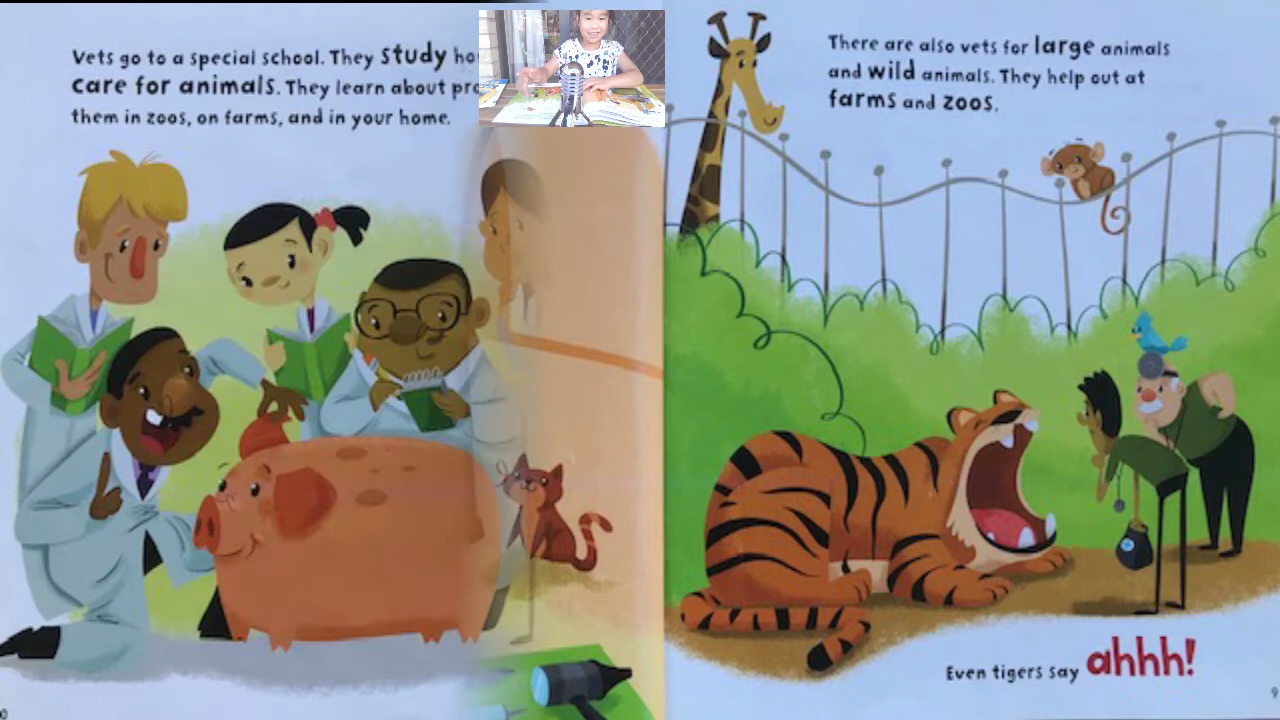 Vets go to a special school. They study
care for animals. They learn about
them in zoos, on farms, and in your home.
There are also vets for large animals
and wild animals. They help out at
farms and zoos.
Even tigers say ahhh!
9